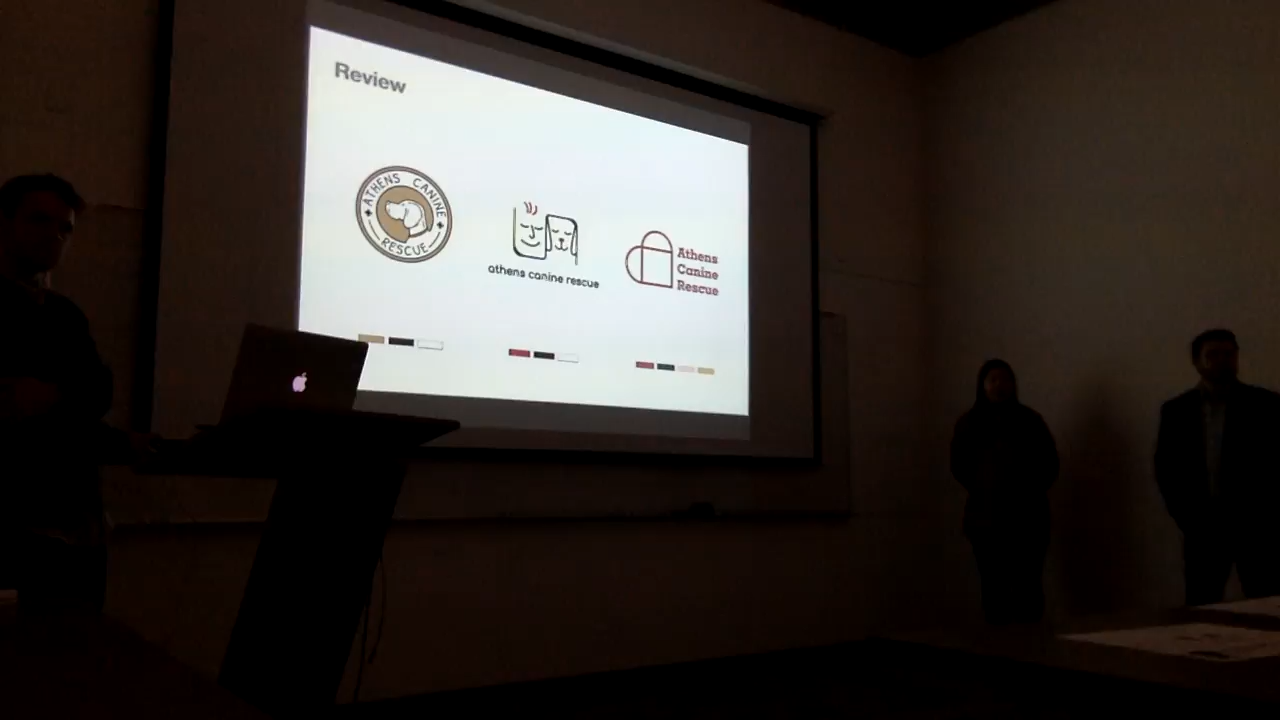 Review
ATHENS CANINE
RESCUE
athens canine rescue
Athens
Canine
Rescue